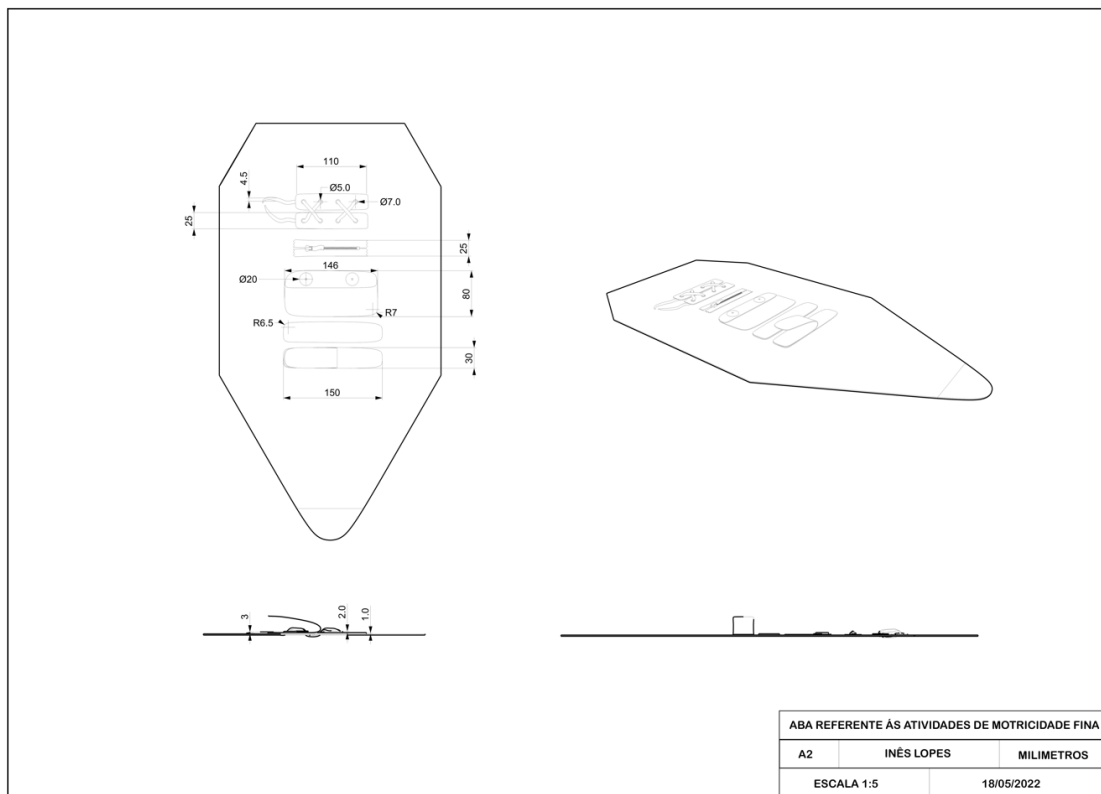 110
4.5
Ø5.0
Ø7.0
25
25
146
Ø20
80
R7
R6.5
30
150
3
2.0
1.0
ABA REFERENTE ÁS ATIVIDADES DE MOTRICIDADE FINA
A2 INÊS LOPES MILIMETROS
ESCALA 1:5 18/05/2022